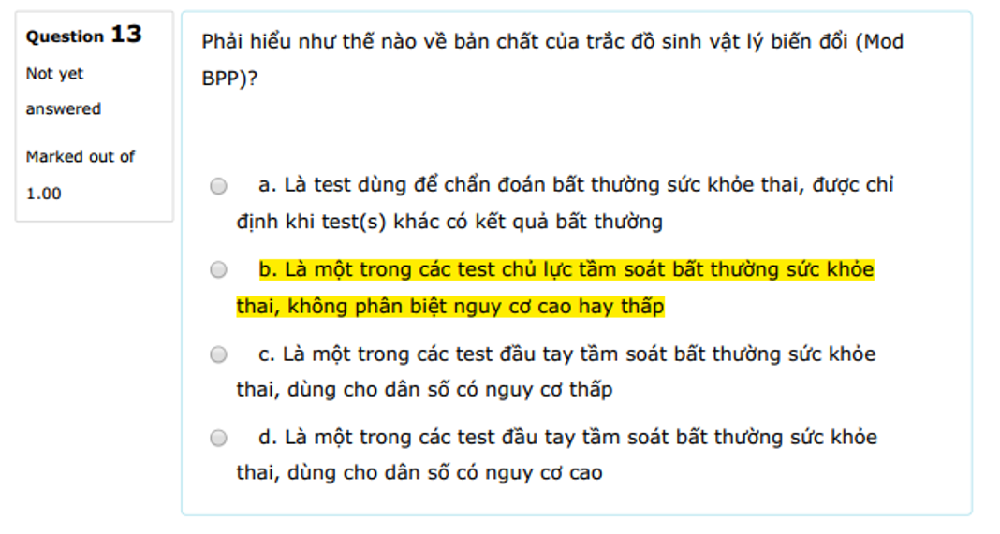 Question 13
Not yet
answered
Marked out of
1.00
Phải hiểu như thế nào về bản chất của trắc đồ sinh vật lý biến đổi (Mod
BPP)?
a. Là test dùng để chẩn đoán bất thường sức khỏe thai, được chỉ
định khi test(s) khác có kết quả bất thường
b. Là một trong các test chủ lực tầm soát bất thường sức khỏe
thai, không phân biệt nguy cơ cao hay thấp
c. Là một trong các test đầu tay tầm soát bất thường sức khỏe
thai, dùng cho dân số có nguy cơ thấp
d. Là một trong các test đầu tay tầm soát bất thường sức khỏe
thai, dùng cho dân số có nguy cơ cao